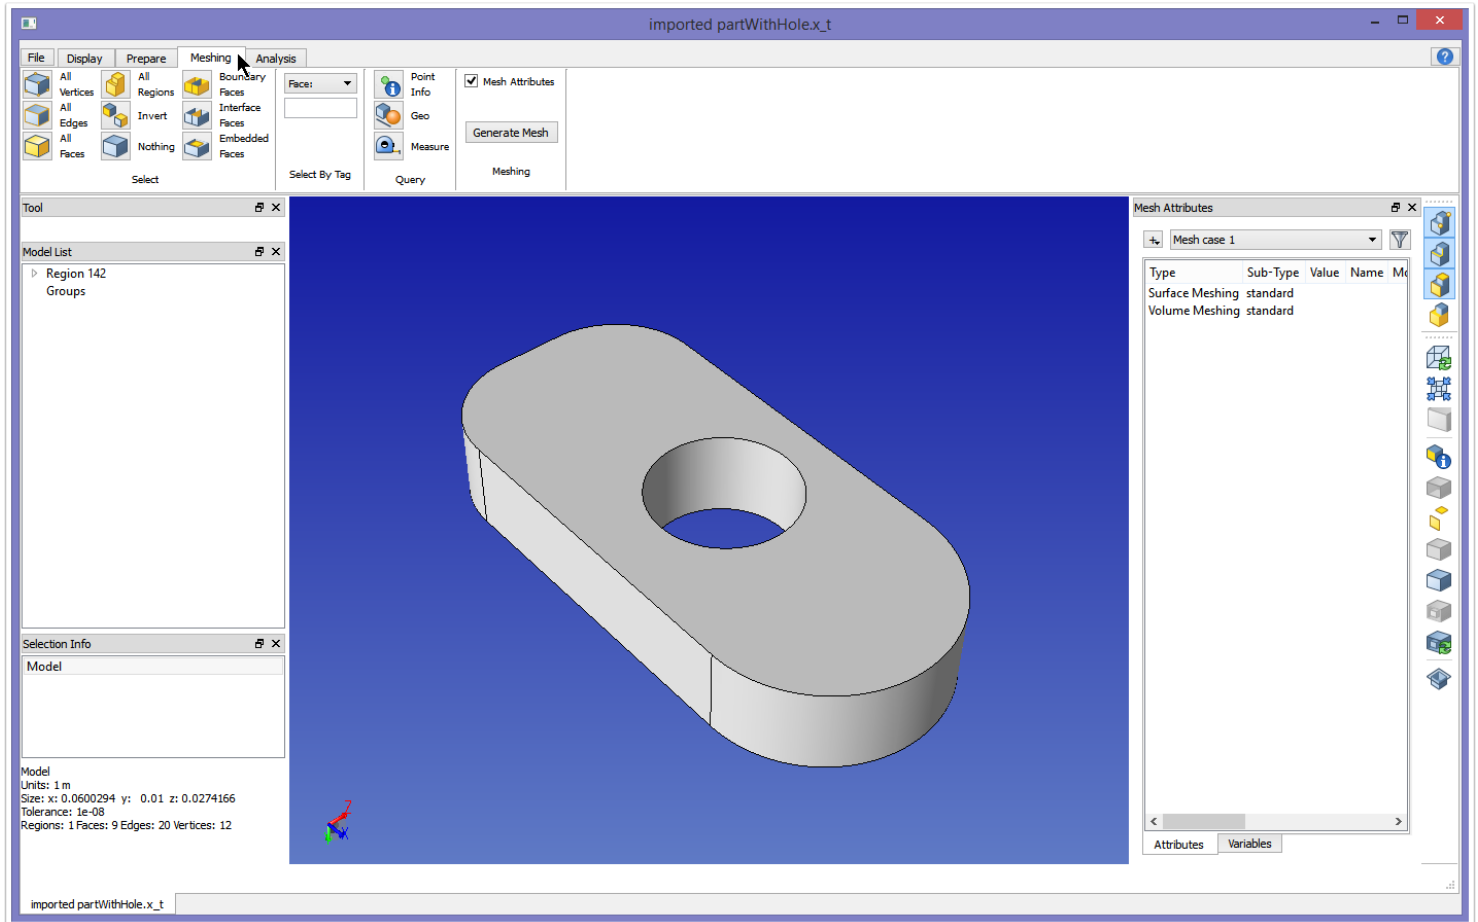 imported partWithHole.x_t
File Display Prepare Meshing Analysis
All Vertices
All Regions
Boundary Faces
All Edges
Invert
Interface Faces
All Faces
Nothing
Embedded Faces
Select
Face:
Select By Tag
Point Info
Geo
Measure
Query
Mesh Attributes
Generate Mesh
Meshing
Tool
Model List
Region 142
Groups
Selection Info
Model
Model
Units: 1 m
Size: x: 0.0600294 y: 0.01 z: 0.0274166
Tolerance: 1e-08
Regions: 1 Faces: 9 Edges: 20 Vertices: 12
Z
X
Mesh Attributes
Mesh case 1
Type Sub-Type Value Name Mo
Surface Meshing standard
Volume Meshing standard
Attributes Variables
imported partWithHole.x_t